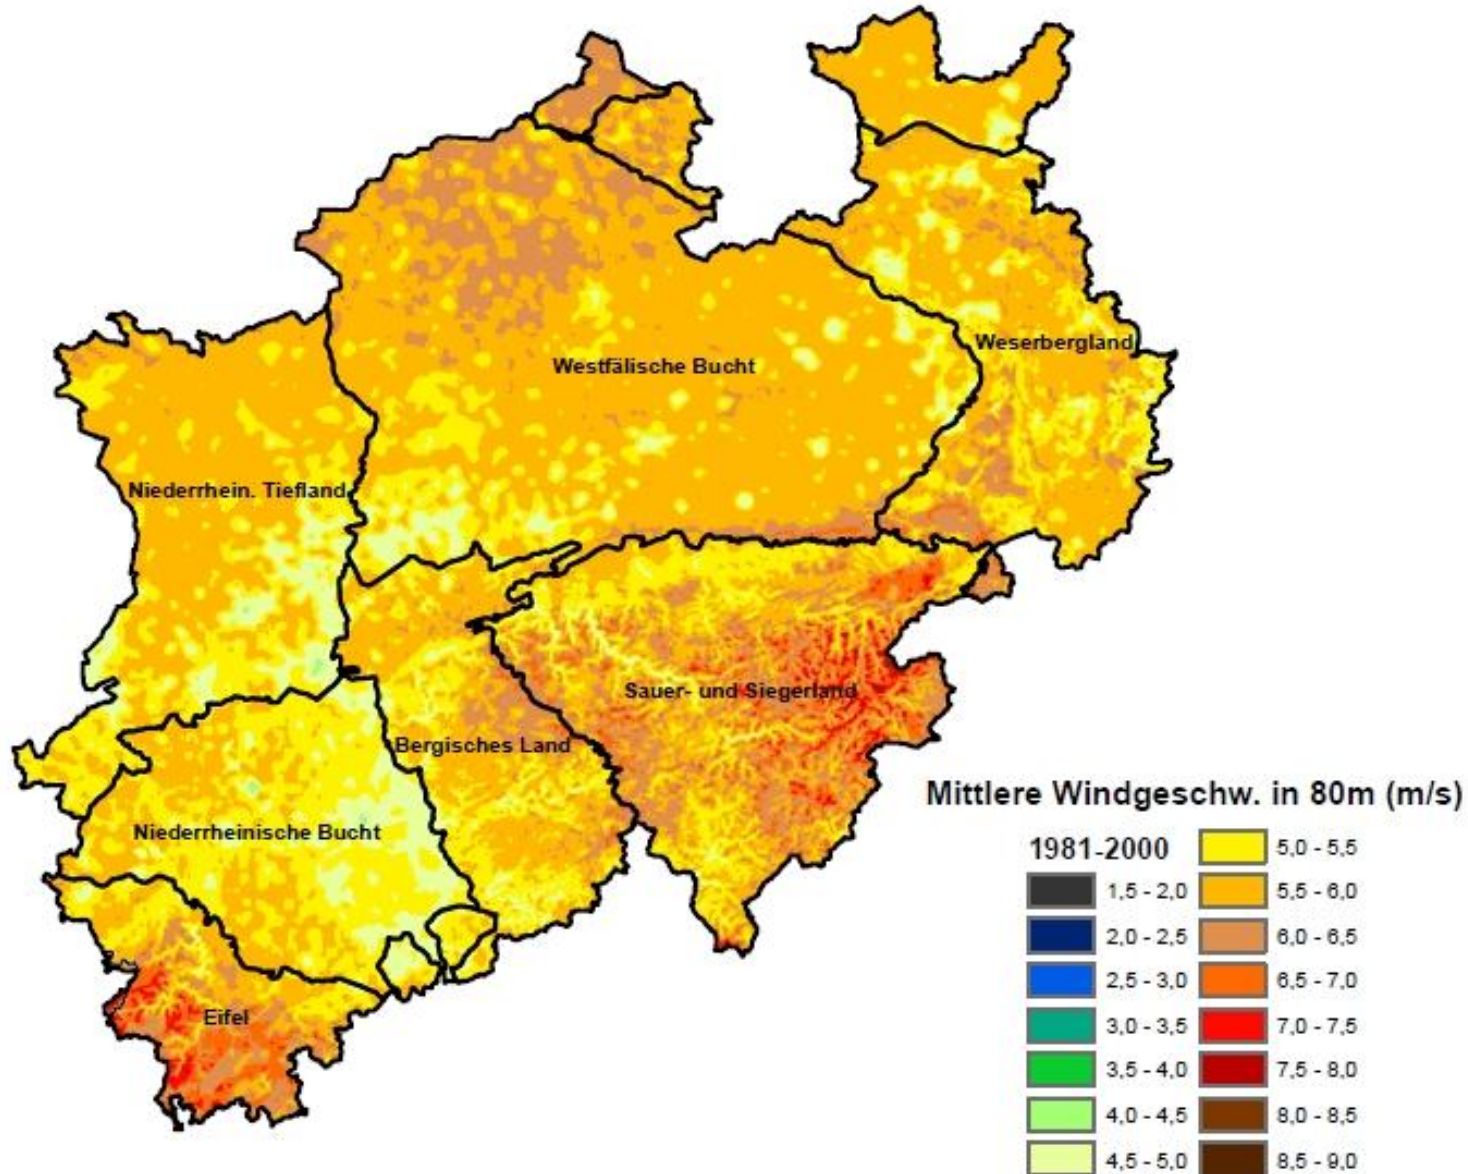 Westfälische Bucht
Weserbergland
Niederrhein. Tiefland
Sauer- und Siegerland
Bergisches Land
Niederrheinische Bucht
Eifel
Mittlere Windgeschw. in 80m (m/s)
1981-2000
1,5 - 2,0
2,0 - 2,5
2,5 - 3,0
3,0 - 3,5
3,5 - 4,0
4,0 - 4,5
4,5 - 5,0
5,0 - 5,5
5,5 - 6,0
6,0 - 6,5
6,5 - 7,0
7,0 - 7,5
7,5 - 8,0
8,0 - 8,5
8,5 - 9,0